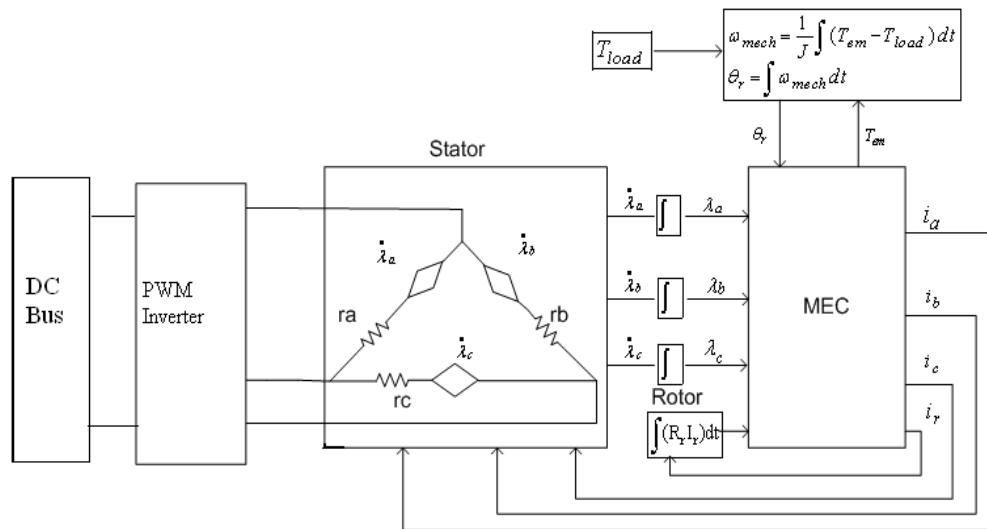 T_load
ω_mech = 1/J ∫ (T_em − T_load) dt
θ_r = ∫ ω_mech dt
θ_r
T_em
Stator
DC
Bus
PWM
Inverter
λ̇_a
λ̇_b
ra
rb
λ̇_c
rc
λ̇_a
∫
λ_a
λ̇_b
∫
λ_b
λ̇_c
∫
λ_c
Rotor
∫(R_r I_r)dt
MEC
i_a
i_b
i_c
i_r